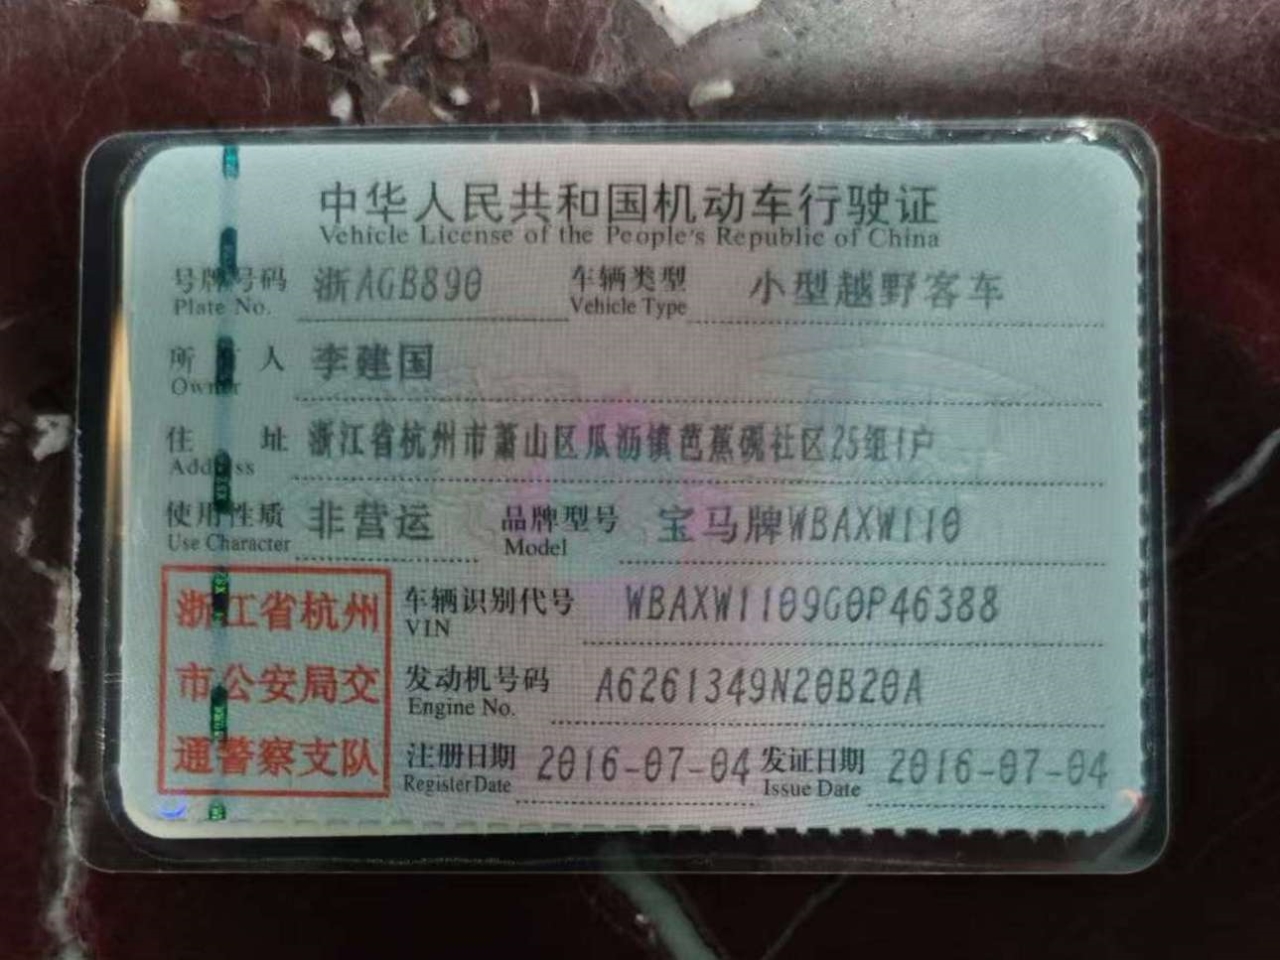 中华人民共和国机动车行驶证
Vehicle License of the People's Republic of China
号牌号码 浙AGB890 车辆类型 小型越野客车
Plate No. Vehicle Type
所有人 李建国
Owner
住址 浙江省杭州市萧山区瓜沥镇芭蕉砚社区25组1户
Address
使用性质 非营运 品牌型号 宝马牌WBAXW110
Use Character Model
浙江省杭州
市公安局交
通警察支队
车辆识别代号 WBAXW1109G0P46388
VIN
发动机号码 A6261349N20B20A
Engine No.
注册日期 2016-07-04 发证日期 2016-07-04
Register Date Issue Date